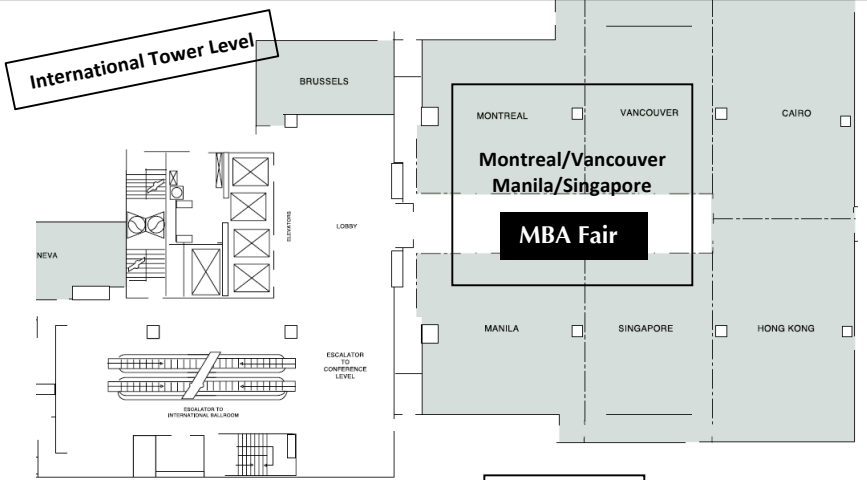 International Tower Level
BRUSSELS
MONTREAL
VANCOUVER
CAIRO
Montreal/Vancouver
Manila/Singapore
MBA Fair
ELEVATORS
LOBBY
NEVA
MANILA
SINGAPORE
HONG KONG
ESCALATOR
TO
CONFERENCE
LEVEL
ESCALATOR TO
INTERNATIONAL BALLROOM